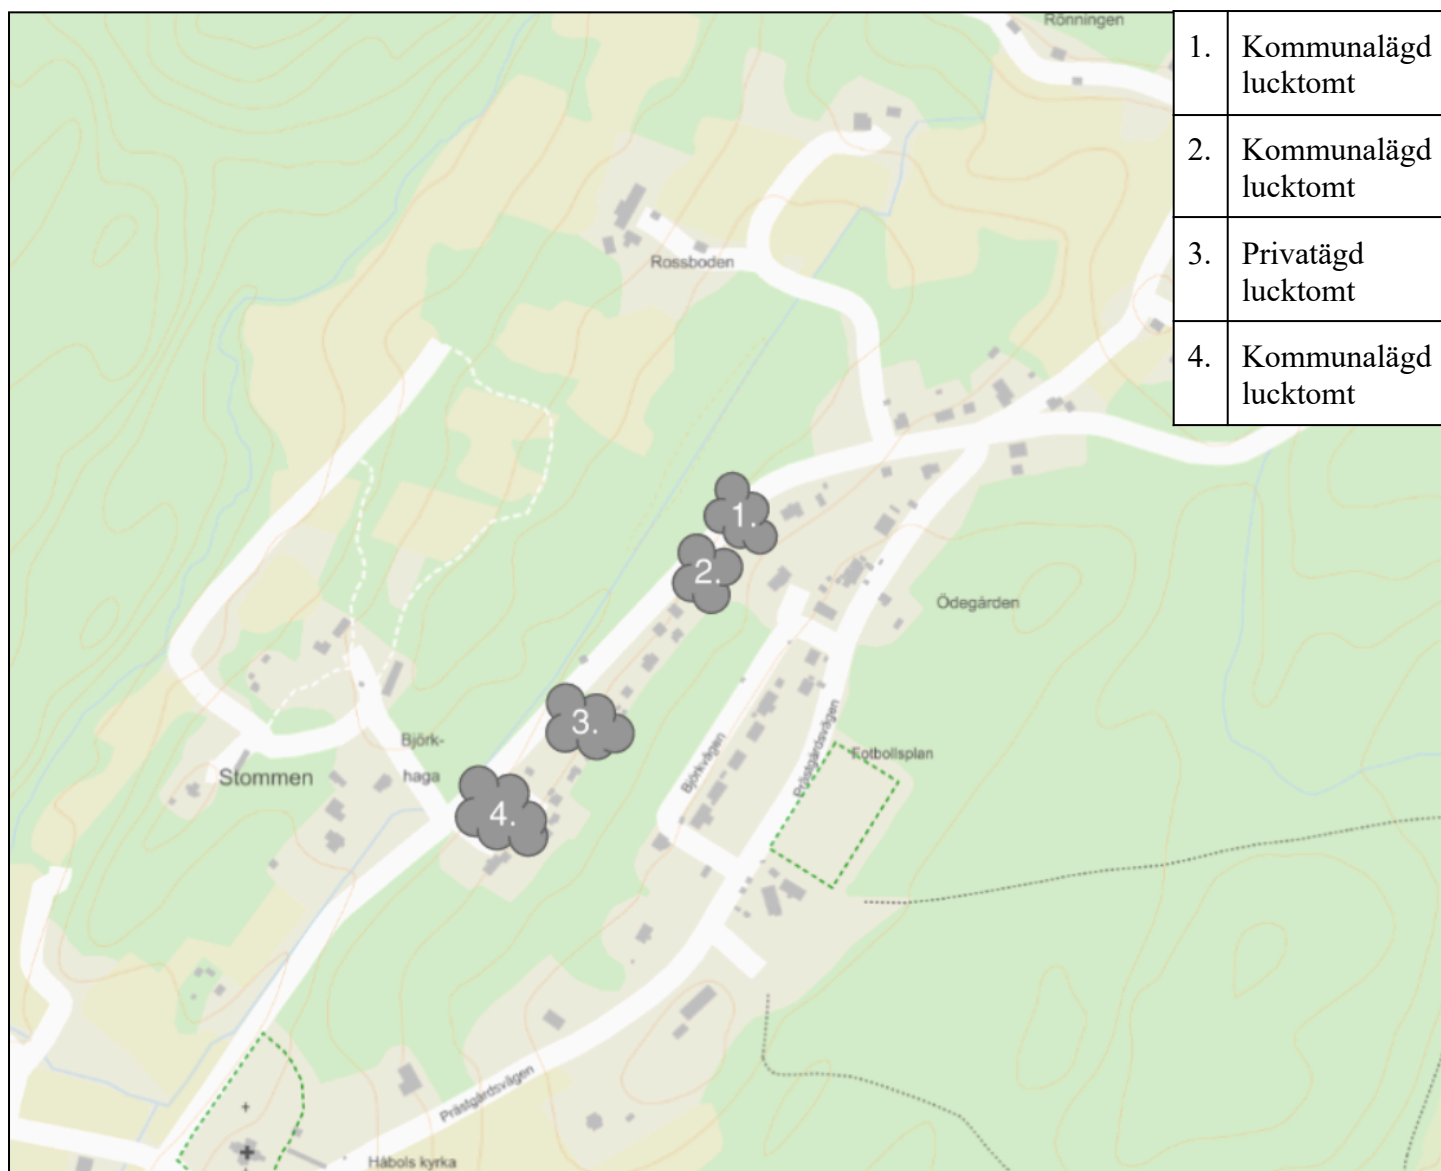 Rönningen
1. Kommunalägd
lucktomt
2. Kommunalägd
lucktomt
3. Privatägd
lucktomt
4. Kommunalägd
lucktomt
Rossboden
1.
2.
Ödegården
3.
Björk-
haga
Stommen
4.
Björkvägen
Prästgårdsvägen
Fotbollsplan
Prästgårdsvägen
Håbols kyrka